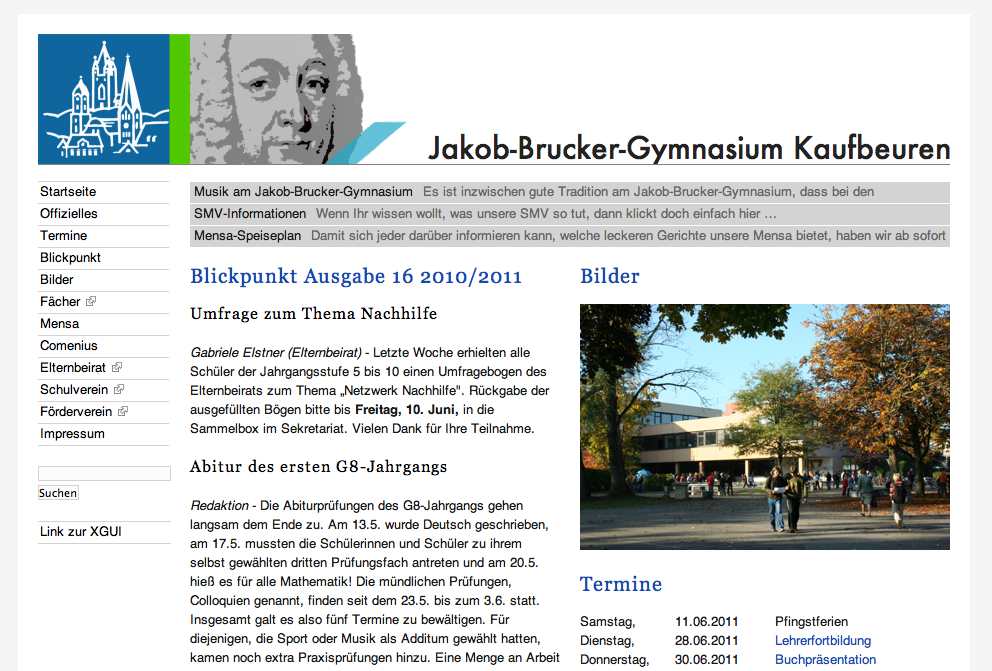 Jakob-Brucker-Gymnasium Kaufbeuren
Startseite
Offizielles
Termine
Blickpunkt
Bilder
Fächer
Mensa
Comenius
Elternbeirat
Schulverein
Förderverein
Impressum
Suchen
Link zur XGUI
Musik am Jakob-Brucker-Gymnasium Es ist inzwischen gute Tradition am Jakob-Brucker-Gymnasium, dass bei den
SMV-Informationen Wenn Ihr wissen wollt, was unsere SMV so tut, dann klickt doch einfach hier ...
Mensa-Speiseplan Damit sich jeder darüber informieren kann, welche leckeren Gerichte unsere Mensa bietet, haben wir ab sofort
Blickpunkt Ausgabe 16 2010/2011
Umfrage zum Thema Nachhilfe
Gabriele Elstner (Elternbeirat) - Letzte Woche erhielten alle
Schüler der Jahrgangsstufe 5 bis 10 einen Umfragebogen des
Elternbeirats zum Thema „Netzwerk Nachhilfe". Rückgabe der
ausgefüllten Bögen bitte bis Freitag, 10. Juni, in die
Sammelbox im Sekretariat. Vielen Dank für Ihre Teilnahme.
Abitur des ersten G8-Jahrgangs
Redaktion - Die Abiturprüfungen des G8-Jahrgangs gehen
langsam dem Ende zu. Am 13.5. wurde Deutsch geschrieben,
am 17.5. mussten die Schülerinnen und Schüler zu ihrem
selbst gewählten dritten Prüfungsfach antreten und am 20.5.
hieß es für alle Mathematik! Die mündlichen Prüfungen,
Colloquien genannt, finden seit dem 23.5. bis zum 3.6. statt.
Insgesamt galt es also fünf Termine zu bewältigen. Für
diejenigen, die Sport oder Musik als Additum gewählt hatten,
kamen noch extra Praxisprüfungen hinzu. Eine Menge an Arbeit
Bilder
Termine
Samstag, 11.06.2011 Pfingstferien
Dienstag, 28.06.2011 Lehrerfortbildung
Donnerstag, 30.06.2011 Buchpräsentation